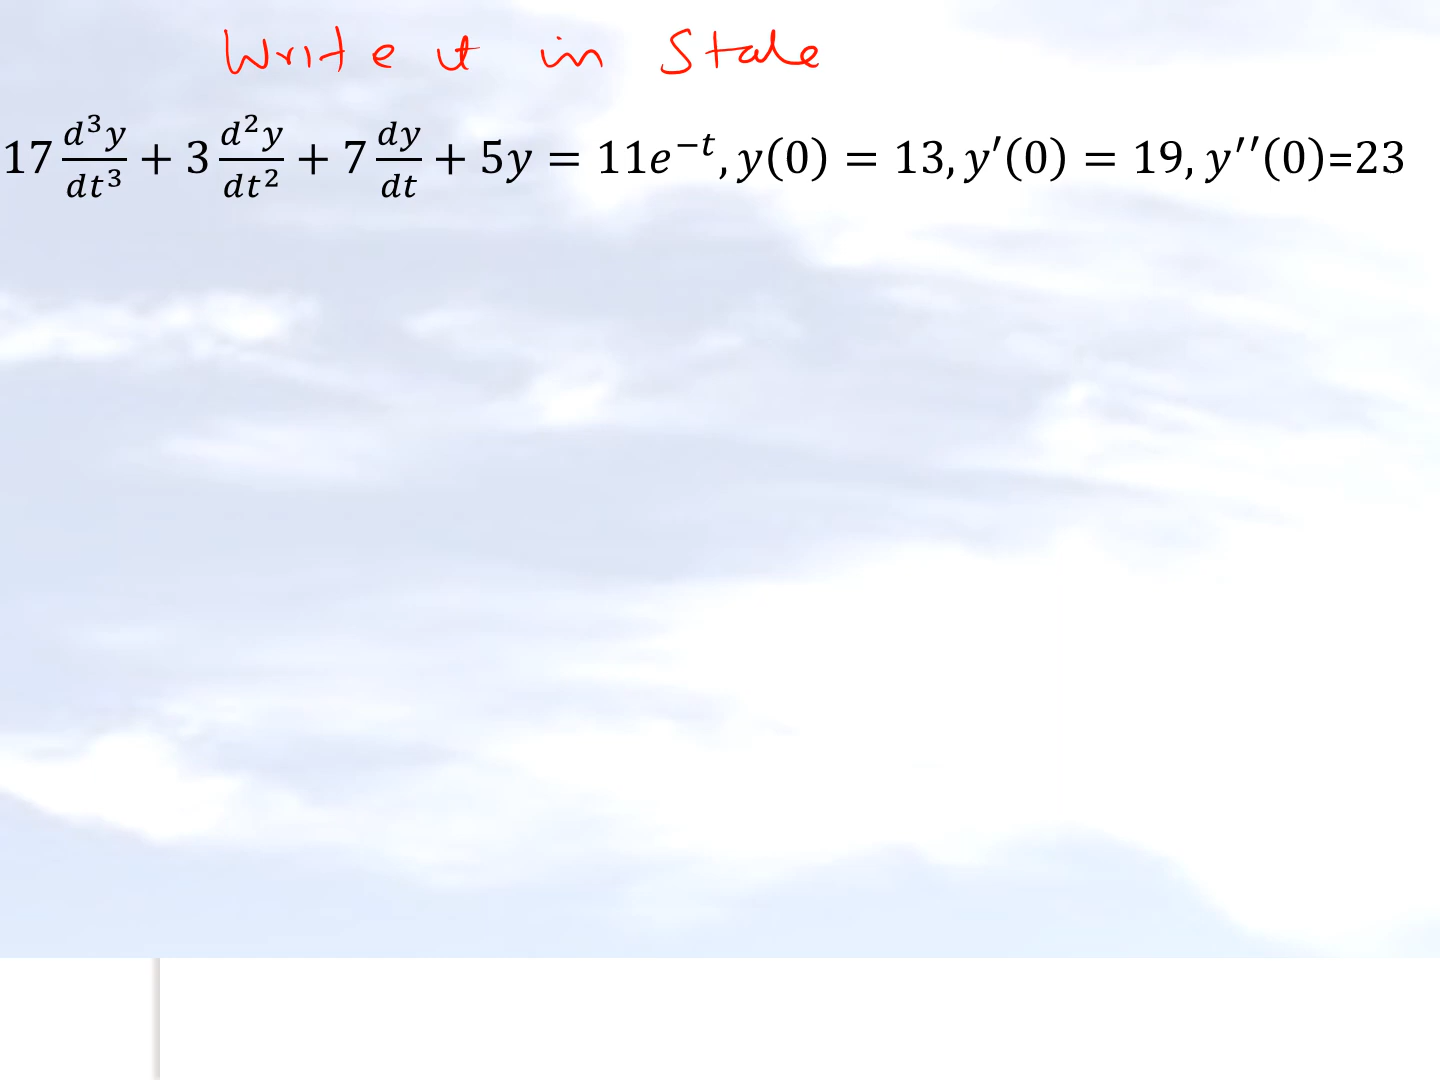 Write it in State
17 d³y/dt³ + 3 d²y/dt² + 7 dy/dt + 5y = 11e⁻ᵗ, y(0) = 13, y′(0) = 19, y′′(0)=23